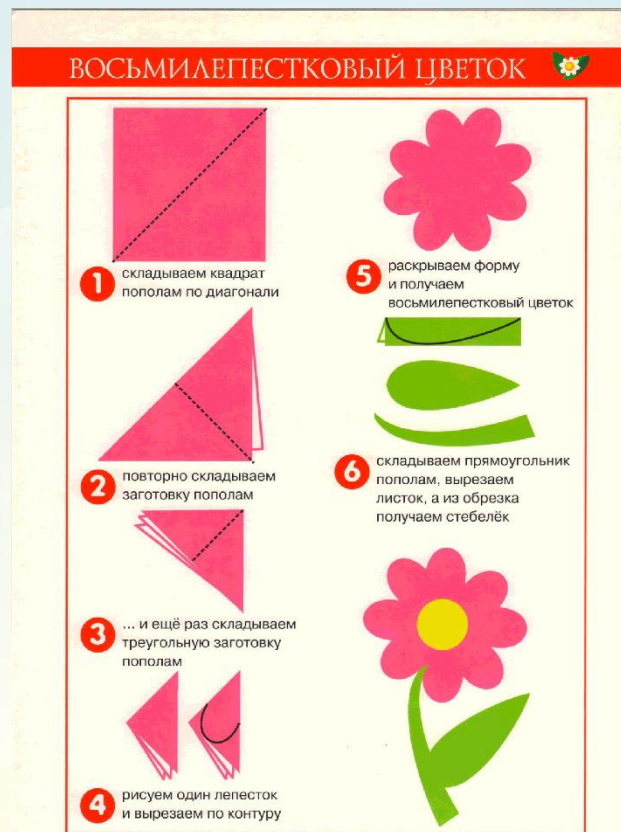 ВОСЬМИЛЕПЕСТКОВЫЙ ЦВЕТОК
1 складываем квадрат
пополам по диагонали
2 повторно складываем
заготовку пополам
3 ... и ещё раз складываем
треугольную заготовку
пополам
4 рисуем один лепесток
и вырезаем по контуру
5 раскрываем форму
и получаем
восьмилепестковый цветок
6 складываем прямоугольник
пополам, вырезаем
листок, а из обрезка
получаем стебелёк